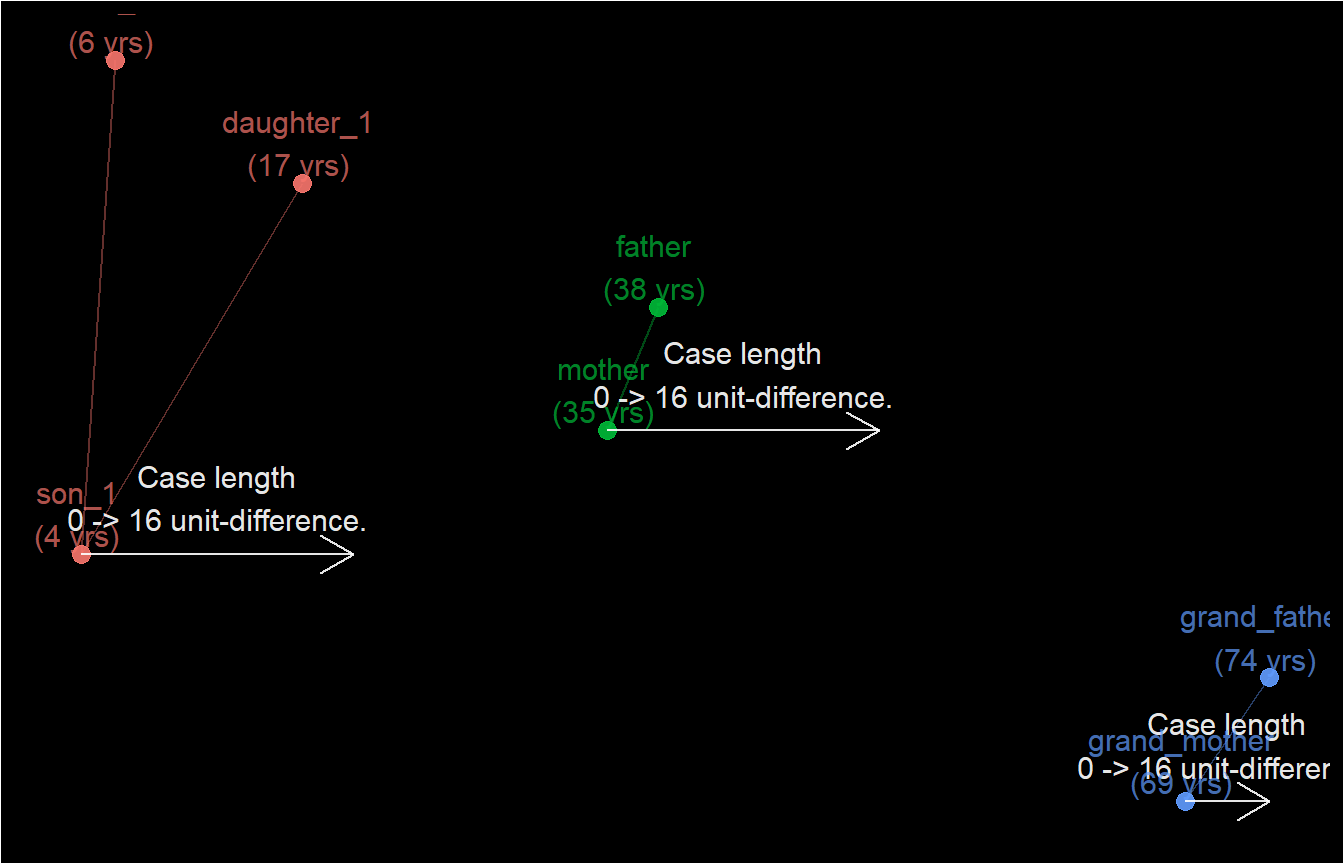 (6 yrs)
daughter_1
(17 yrs)
father
(38 yrs)
Case length
0 -> 16 unit-difference.
mother
(35 yrs)
Case length
0 -> 16 unit-difference.
son_1
(4 yrs)
grand_fathe
(74 yrs)
Case length
0 -> 16 unit-differen
grand_mother
(69 yrs)